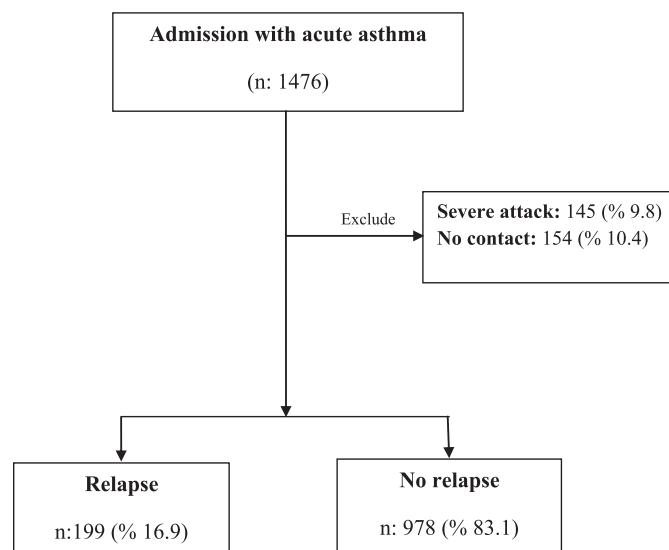 Admission with acute asthma
(n: 1476)
Exclude
Severe attack: 145 (% 9.8)
No contact: 154 (% 10.4)
Relapse
n:199 (% 16.9)
No relapse
n: 978 (% 83.1)